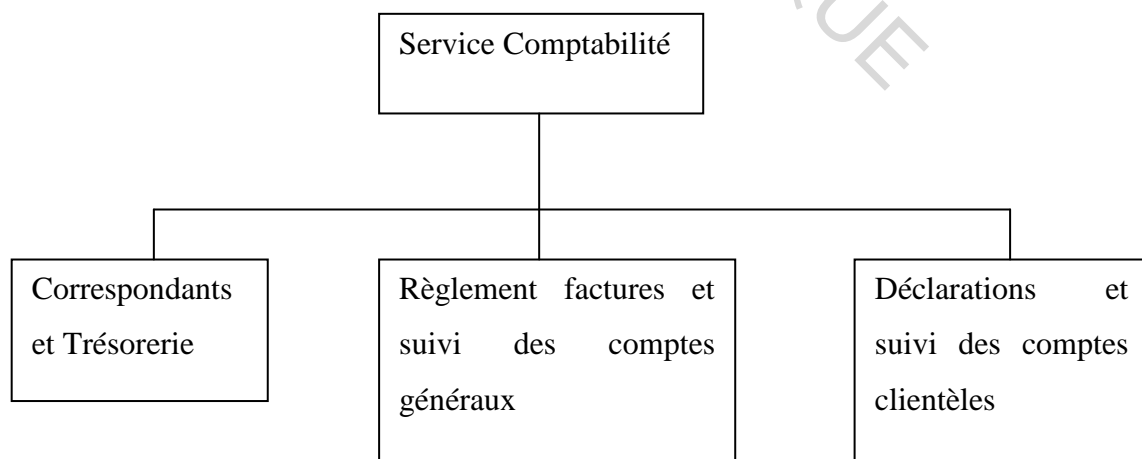 Service Comptabilité
Correspondants
et Trésorerie
Règlement factures et
suivi des comptes
généraux
Déclarations et
suivi des comptes
clientèles